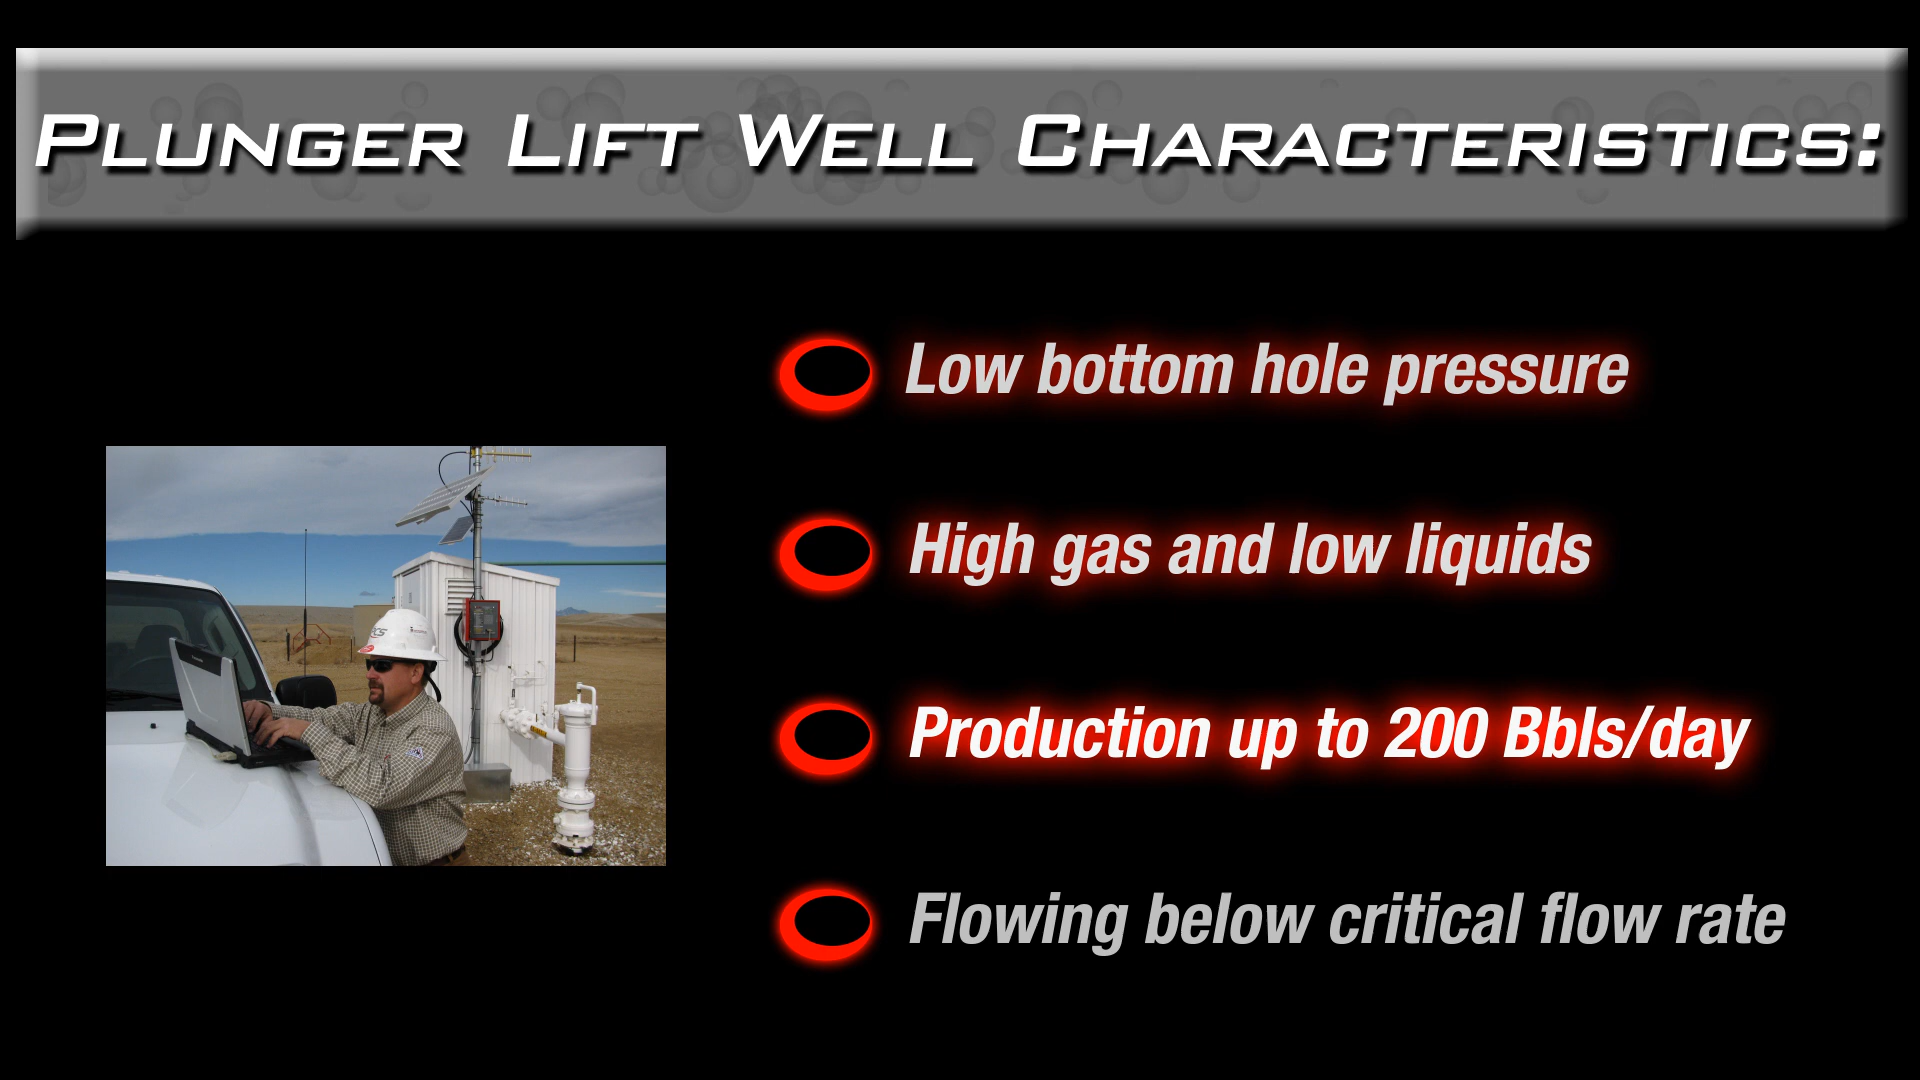 Plunger Lift Well Characteristics:
Low bottom hole pressure
High gas and low liquids
Production up to 200 Bbls/day
Flowing below critical flow rate